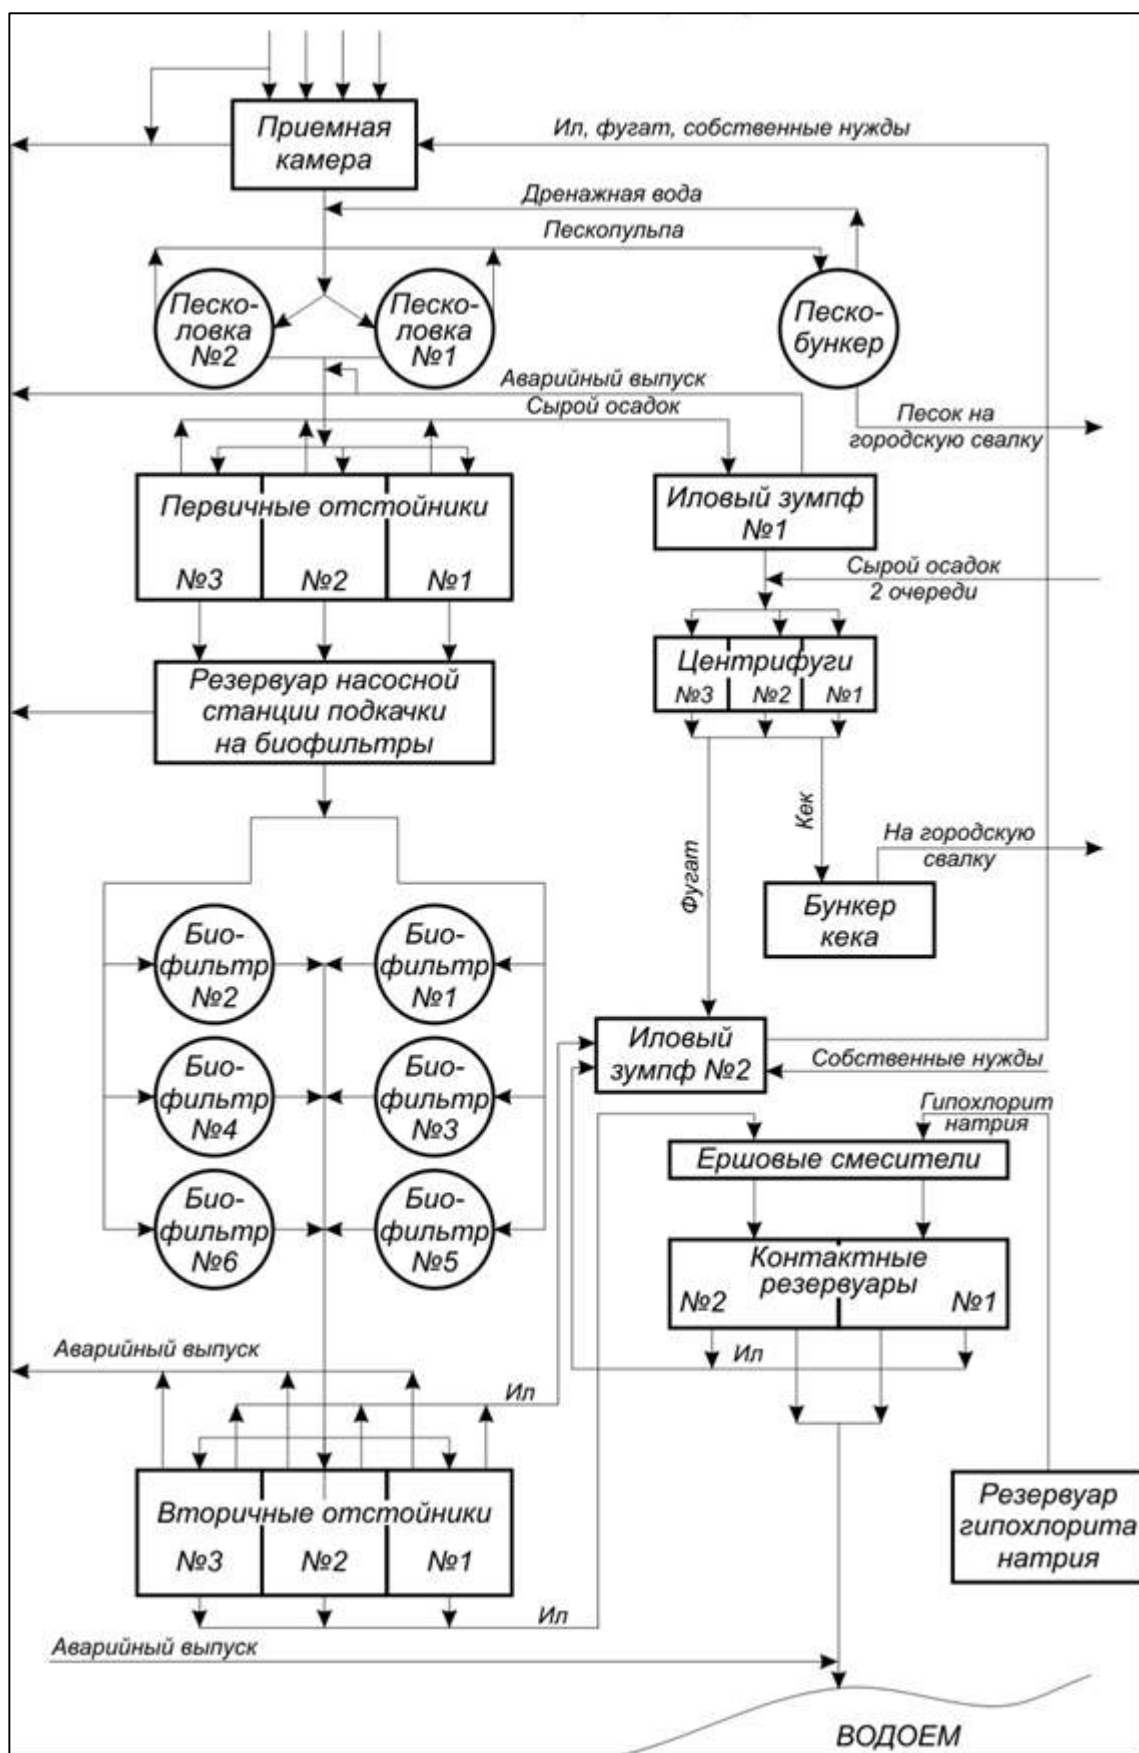 Приемная
камера
Ил, фугат, собственные нужды
Дренажная вода
Пескопульпа
Песко-
ловка
№2
Песко-
ловка
№1
Песко-
бункер
Аварийный выпуск
Сырой осадок
Песок на
городскую свалку
Первичные отстойники
№3
№2
№1
Иловый зумпф
№1
Сырой осадок
2 очереди
Центрифуги
№3
№2
№1
Резервуар насосной
станции подкачки
на биофильтры
Фугат
Кек
На городскую
свалку
Бункер
кека
Био-
фильтр
№2
Био-
фильтр
№1
Иловый
зумпф №2
Собственные нужды
Био-
фильтр
№4
Био-
фильтр
№3
Гипохлорит
натрия
Ершовые смесители
Био-
фильтр
№6
Био-
фильтр
№5
Контактные
резервуары
№2
№1
Ил
Аварийный выпуск
Ил
Вторичные отстойники
№3
№2
№1
Резервуар
гипохлорита
натрия
Ил
Аварийный выпуск
ВОДОЕМ